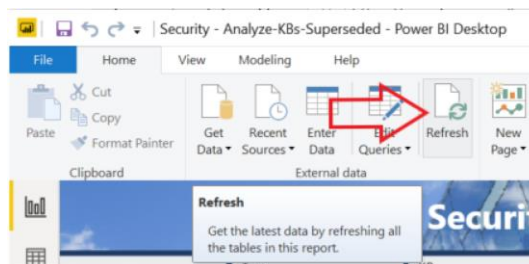 Security - Analyze-KBs-Superseded - Power BI Desktop
File Home View Modeling Help
Paste
Cut
Copy
Format Painter
Clipboard
Get Data
Recent Sources
Enter Data
Edit Queries
External data
Refresh
New Page
Securi
Refresh
Get the latest data by refreshing all
the tables in this report.